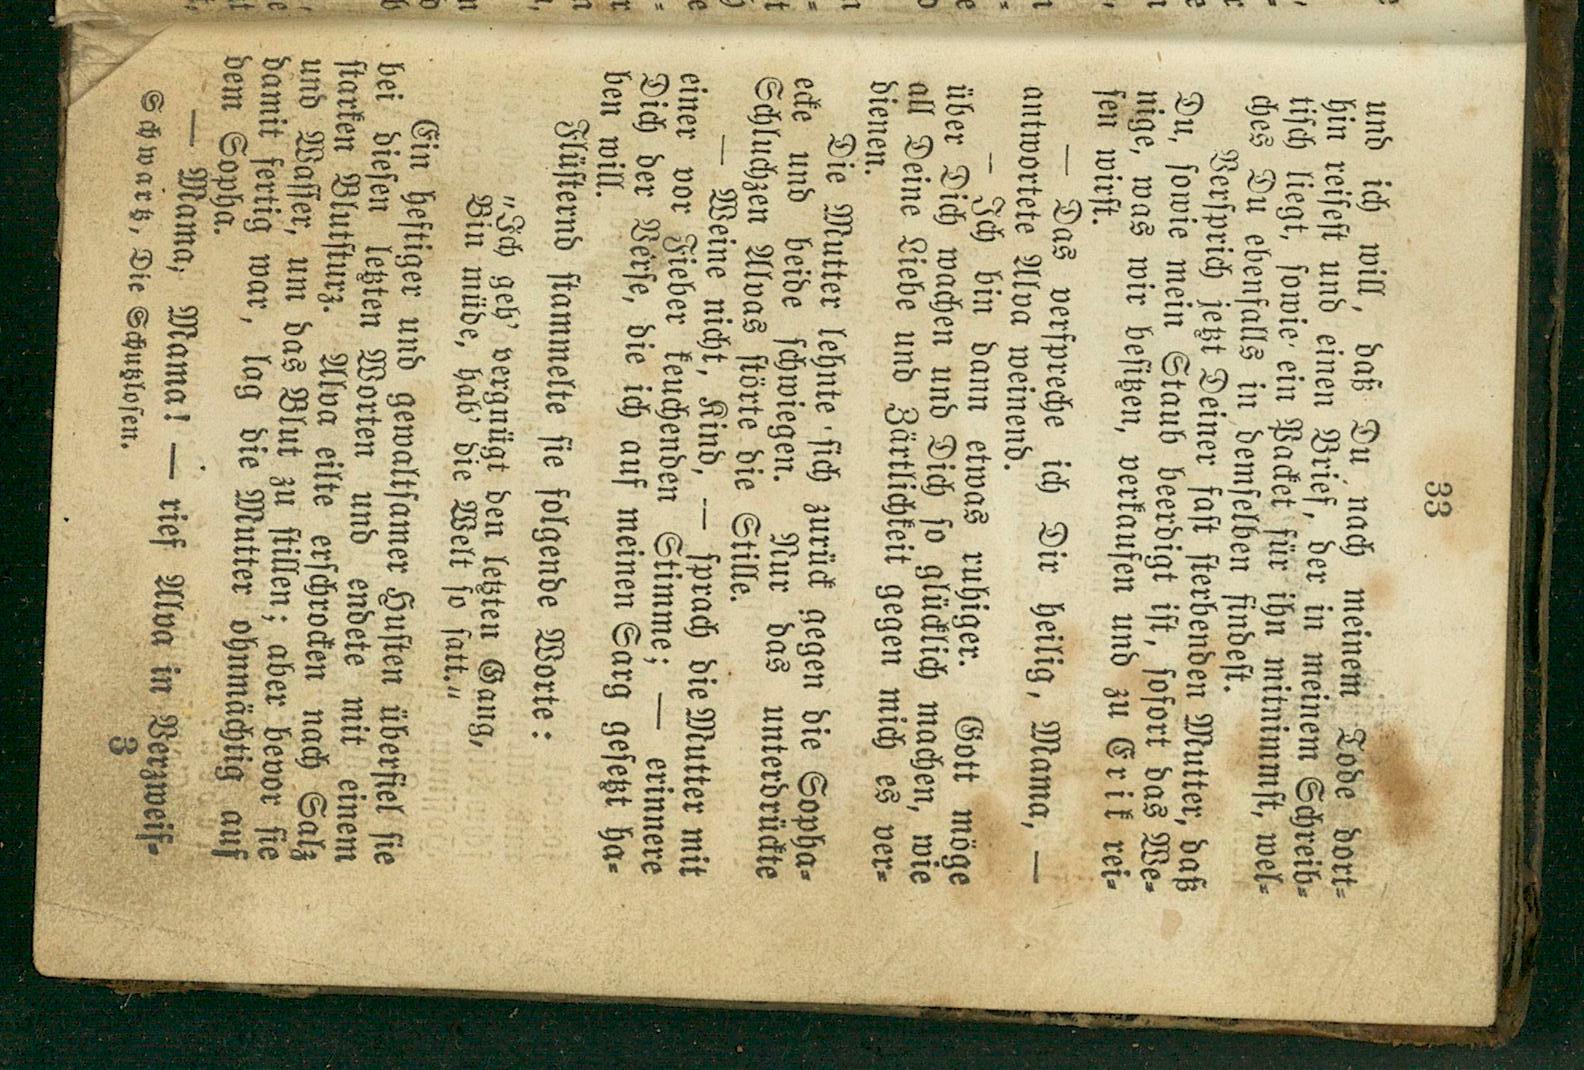 33
und ich will, daß Du nach meinem Tode dort-
hin reisest und einen Brief, der in meinem Schreib-
tisch liegt, sowie ein Packet für ihn mitnimmst, wel-
ches Du ebenfalls in demselben findest.
Versprich jetzt Deiner fast sterbenden Mutter, daß
Du, sowie mein Staub beerdigt ist, sofort das We-
nige, was wir besitzen, verkaufen und zu Erik rei-
sen wirst.
— Das verspreche ich Dir heilig, Mama, —
antwortete Alva weinend.
— Ich bin dann etwas ruhiger. Gott möge
über Dich wachen und Dich so glücklich machen, wie
all Deine Liebe und Zärtlichkeit gegen mich es ver-
dienen.
Die Mutter lehnte sich zurück gegen die Sopha-
ecke und beide schwiegen. Nur das unterdrückte
Schluchzen Alvas störte die Stille.
— Weine nicht, Kind, — sprach die Mutter mit
einer vor Fieber keuchenden Stimme; — erinnere
Dich der Verse, die ich auf meinen Sarg gesetzt ha-
ben will.
Flüsternd stammelte sie folgende Worte:
„Ich geh' vergnügt den letzten Gang,
Bin müde, hab' die Welt so satt.“
Ein heftiger und gewaltsamer Husten überfiel sie
bei diesen letzten Worten und endete mit einem
starken Blutsturz. Alva eilte erschrocken nach Salz
und Wasser, um das Blut zu stillen; aber bevor sie
damit fertig war, lag die Mutter ohnmächtig auf
dem Sopha.
— Mama, Mama! — rief Alva in Verzweif-
Schwartz, Die Schutzlosen. 3